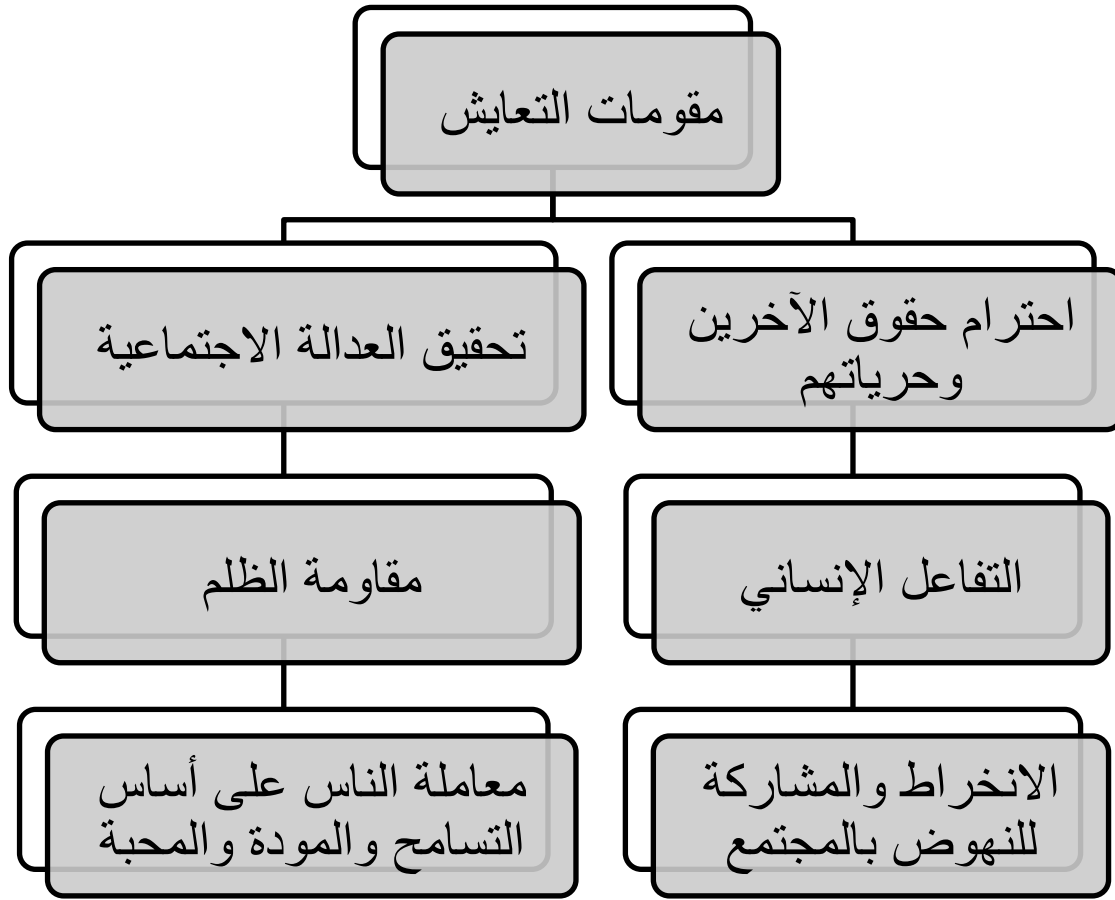 مقومات التعايش
احترام حقوق الآخرين
وحرياتهم
تحقيق العدالة الاجتماعية
التفاعل الإنساني
مقاومة الظلم
الانخراط والمشاركة
للنهوض بالمجتمع
معاملة الناس على أساس
التسامح والمودة والمحبة